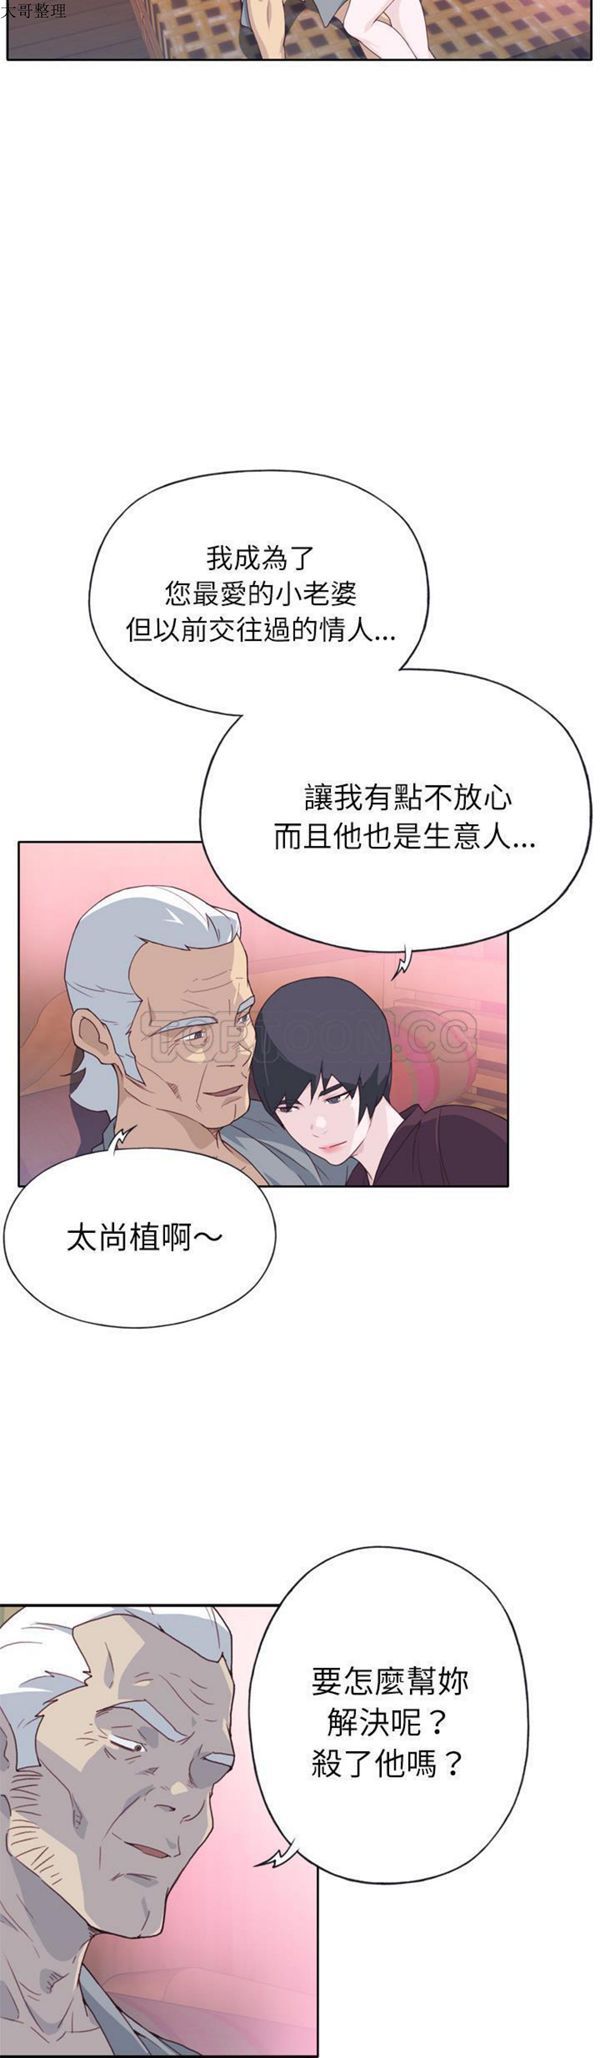 大哥整理
我成為了
您最愛的小老婆
但以前交往過的情人...
讓我有點不放心
而且他也是生意人...
TOPTOON.CC
太尚植啊～
要怎麼幫妳
解決呢？
殺了他嗎？